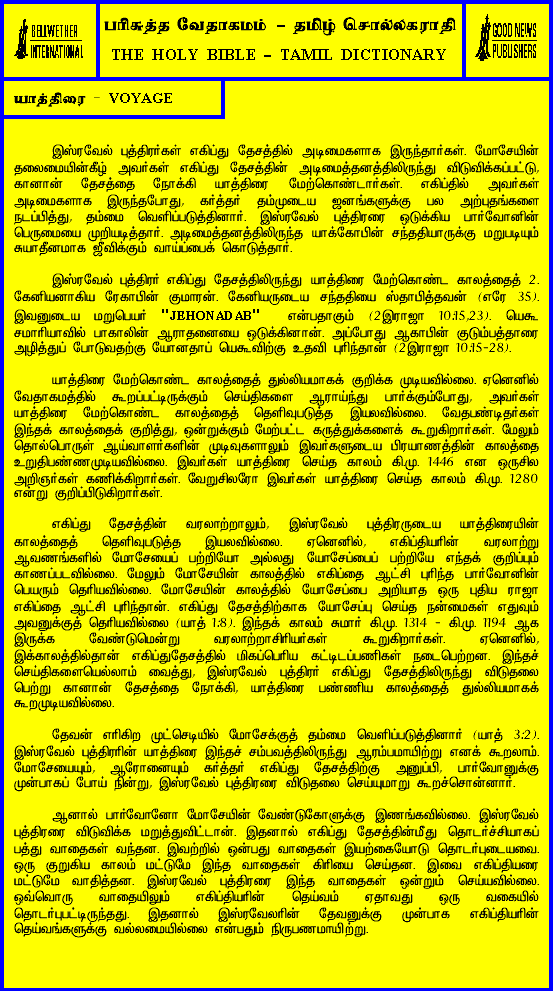 BELLWETHER
INTERNATIONAL
பரிசுத்த வேதாகமம் – தமிழ் சொல்லகராதி
THE HOLY BIBLE – TAMIL DICTIONARY
GOOD NEWS
PUBLISHERS
யாத்திரை – VOYAGE
இஸ்ரவேல் புத்திரர்கள் எகிப்து தேசத்தில் அடிமைகளாக இருந்தார்கள். மோசேயின்
தலைமையின்கீழ் அவர்கள் எகிப்து தேசத்தின் அடிமைத்தனத்திலிருந்து விடுவிக்கப்பட்டு,
கானான் தேசத்தை நோக்கி யாத்திரை மேற்கொண்டார்கள். எகிப்தில் அவர்கள்
அடிமைகளாக இருந்தபோது, கர்த்தர் தம்முடைய ஜனங்களுக்கு பல அற்புதங்களை
நடப்பித்து, தம்மை வெளிப்படுத்தினார். இஸ்ரவேல் புத்திரரை ஒடுக்கிய பார்வோனின்
பெருமையை முறியடித்தார். அடிமைத்தனத்திலிருந்த யாக்கோபின் சந்ததியாருக்கு மறுபடியும்
சுயாதீனமாக ஜீவிக்கும் வாய்ப்பைக் கொடுத்தார்.
இஸ்ரவேல் புத்திரர் எகிப்து தேசத்திலிருந்து யாத்திரை மேற்கொண்ட காலத்தைத் 2.
கேனியனாகிய ரேகாபின் குமாரன். கேனியருடைய சந்ததியை ஸ்தாபித்தவன் (எரே 35).
இவனுடைய மறுபெயர் "JEHONADAB" என்பதாகும் (2இராஜா 10:15,23). யெகூ
சமாரியாவில் பாகாலின் ஆராதனையை ஒடுக்கினான். அப்போது ஆகாபின் குடும்பத்தாரை
அழித்துப் போடுவதற்கு யோனதாப் யெகூவிற்கு உதவி புரிந்தான் (2இராஜா 10:15-28).
யாத்திரை மேற்கொண்ட காலத்தைத் துல்லியமாகக் குறிக்க முடியவில்லை. ஏனெனில்
வேதாகமத்தில் கூறப்பட்டிருக்கும் செய்திகளை ஆராய்ந்து பார்க்கும்போது, அவர்கள்
யாத்திரை மேற்கொண்ட காலத்தைத் தெளிவுபடுத்த இயலவில்லை. வேதபண்டிதர்கள்
இந்தக் காலத்தைக் குறித்து, ஒன்றுக்கும் மேற்பட்ட கருத்துக்களைக் கூறுகிறார்கள். மேலும்
தொல்பொருள் ஆய்வாளர்களின் முடிவுகளாலும் இவர்களுடைய பிரயாணத்தின் காலத்தை
உறுதிபண்ணமுடியவில்லை. இவர்கள் யாத்திரை செய்த காலம் கி.மு. 1446 என ஒருசில
அறிஞர்கள் கணிக்கிறார்கள். வேறுசிலரோ இவர்கள் யாத்திரை செய்த காலம் கி.மு. 1280
என்று குறிப்பிடுகிறார்கள்.
எகிப்து தேசத்தின் வரலாற்றாலும், இஸ்ரவேல் புத்திரருடைய யாத்திரையின்
காலத்தைத் தெளிவுபடுத்த இயலவில்லை. ஏனெனில், எகிப்தியரின் வரலாற்று
ஆவணங்களில் மோசேயைப் பற்றியோ அல்லது யோசேப்பைப் பற்றியே எந்தக் குறிப்பும்
காணப்படவில்லை. மேலும் மோசேயின் காலத்தில் எகிப்தை ஆட்சி புரிந்த பார்வோனின்
பெயரும் தெரியவில்லை. மோசேயின் காலத்தில் யோசேப்பை அறியாத ஒரு புதிய ராஜா
எகிப்தை ஆட்சி புரிந்தான். எகிப்து தேசத்திற்காக யோசேப்பு செய்த நன்மைகள் எதுவும்
அவனுக்குத் தெரியவில்லை (யாத் 1:8). இந்தக் காலம் சுமார் கி.மு. 1314 - கி.மு. 1194 ஆக
இருக்க வேண்டுமென்று வரலாற்றாசிரியர்கள் கூறுகிறார்கள். ஏனெனில்,
இக்காலத்தில்தான் எகிப்துதேசத்தில் மிகப்பெரிய கட்டிடப்பணிகள் நடைபெற்றன. இந்தச்
செய்திகளையெல்லாம் வைத்து, இஸ்ரவேல் புத்திரர் எகிப்து தேசத்திலிருந்து விடுதலை
பெற்று கானான் தேசத்தை நோக்கி, யாத்திரை பண்ணிய காலத்தைத் துல்லியமாகக்
கூறமுடியவில்லை.
தேவன் எரிகிற முட்செடியில் மோசேக்குத் தம்மை வெளிப்படுத்தினார் (யாத் 3:2).
இஸ்ரவேல் புத்திரரின் யாத்திரை இந்தச் சம்பவத்திலிருந்து ஆரம்பமாயிற்று எனக் கூறலாம்.
மோசேயையும், ஆரோனையும் கர்த்தர் எகிப்து தேசத்திற்கு அனுப்பி, பார்வோனுக்கு
முன்பாகப் போய் நின்று, இஸ்ரவேல் புத்திரரை விடுதலை செய்யுமாறு கூறச்சொன்னார்.
ஆனால் பார்வோனோ மோசேயின் வேண்டுகோளுக்கு இணங்கவில்லை. இஸ்ரவேல்
புத்திரரை விடுவிக்க மறுத்துவிட்டான். இதனால் எகிப்து தேசத்தின்மீது தொடர்ச்சியாகப்
பத்து வாதைகள் வந்தன. இவற்றில் ஒன்பது வாதைகள் இயற்கையோடு தொடர்புடையவை.
ஒரு குறுகிய காலம் மட்டுமே இந்த வாதைகள் கிரியை செய்தன. இவை எகிப்தியரை
மட்டுமே வாதித்தன. இஸ்ரவேல் புத்திரரை இந்த வாதைகள் ஒன்றும் செய்யவில்லை.
ஒவ்வொரு வாதையிலும் எகிப்தியரின் தெய்வம் ஏதாவது ஒரு வகையில்
தொடர்புபட்டிருந்தது. இதனால் இஸ்ரவேலரின் தேவனுக்கு முன்பாக எகிப்தியரின்
தெய்வங்களுக்கு வல்லமையில்லை என்பதும் நிரூபணமாயிற்று.